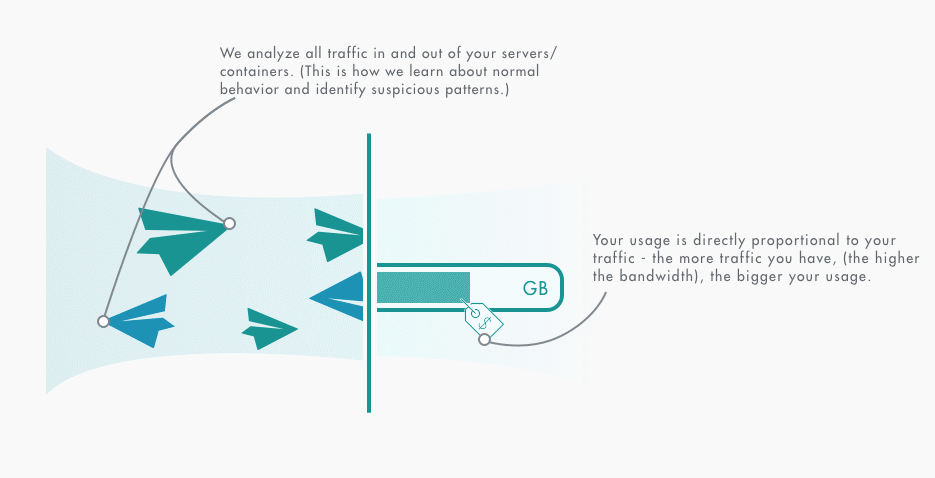 We analyze all traffic in and out of your servers/
containers. (This is how we learn about normal
behavior and identify suspicious patterns.)
Your usage is directly proportional to your
traffic - the more traffic you have, (the higher
the bandwidth), the bigger your usage.
GB
$